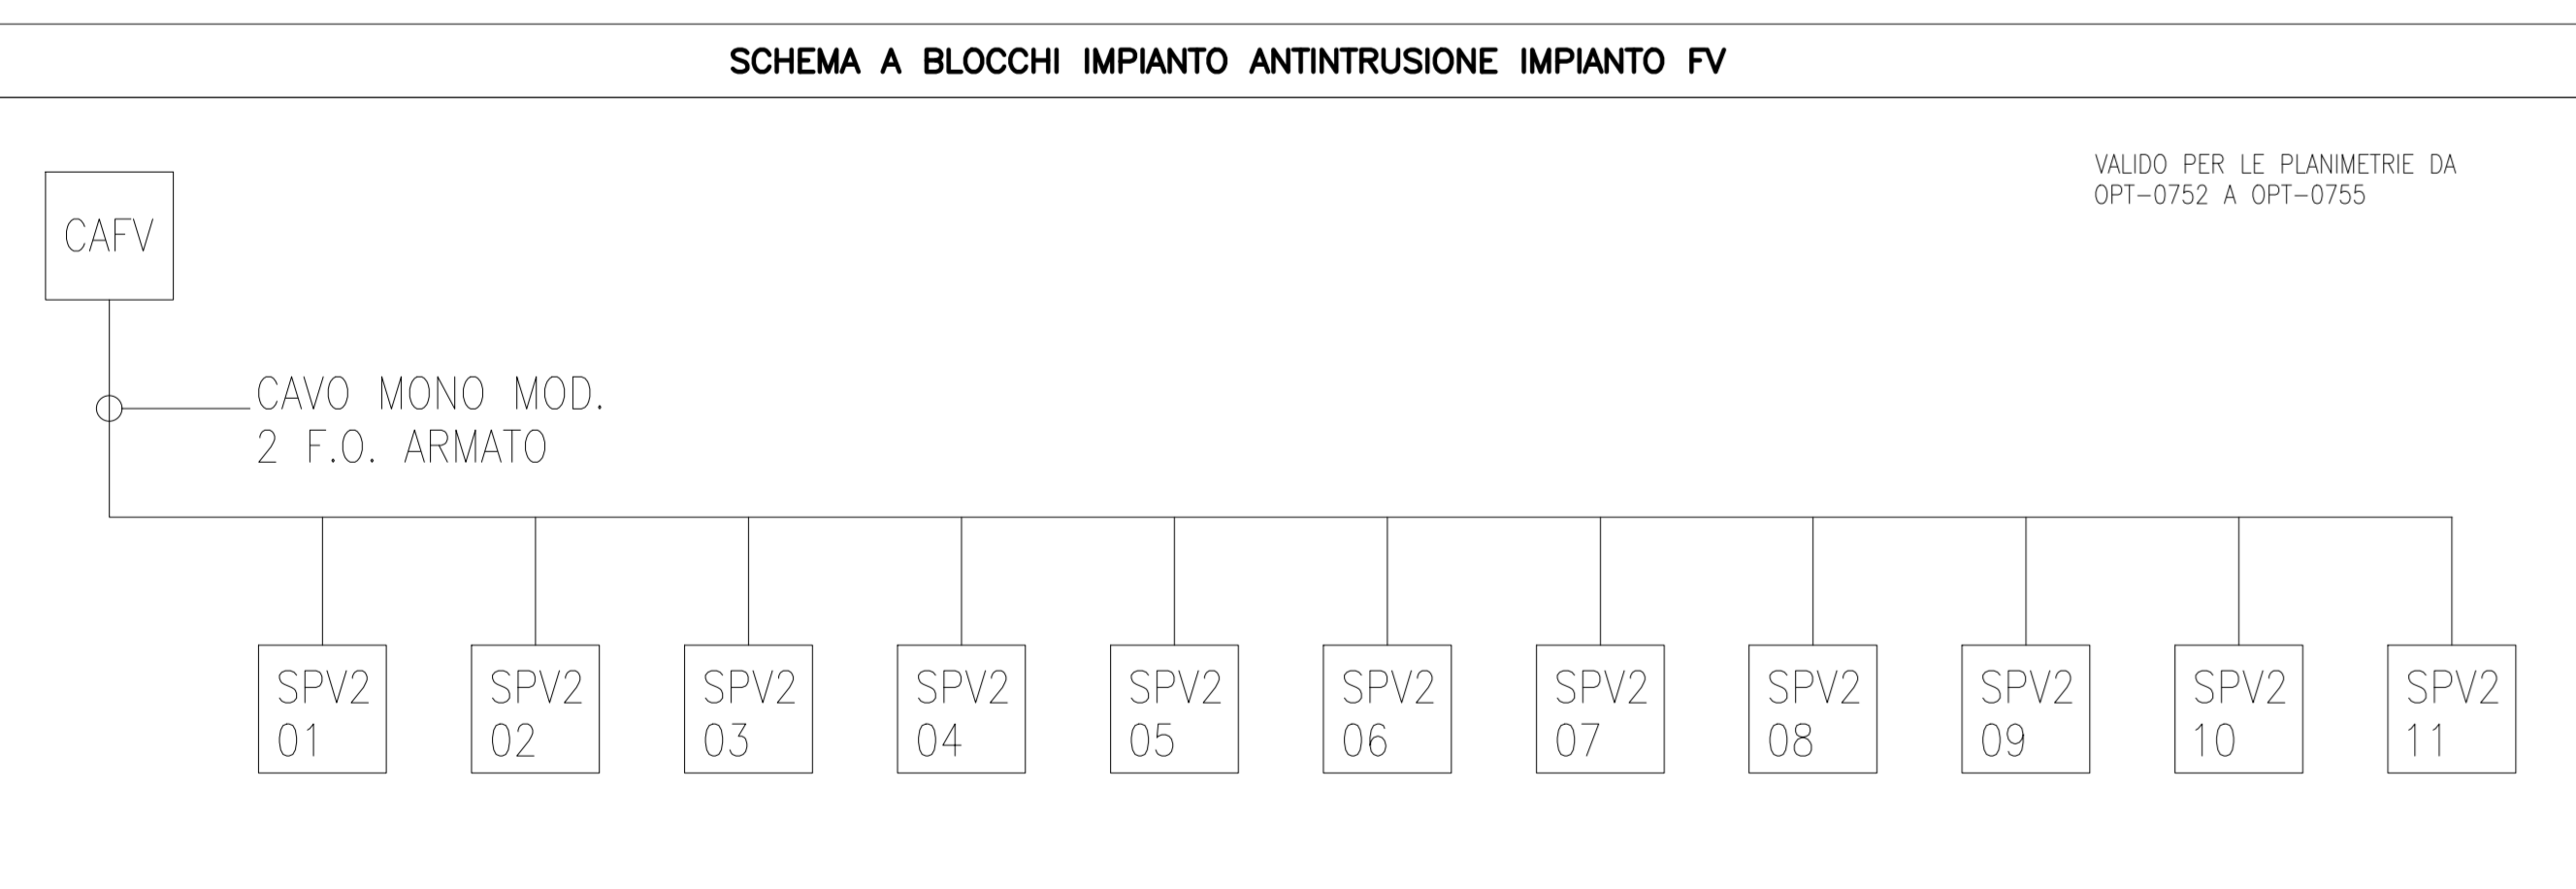 SCHEMA A BLOCCHI IMPIANTO ANTINTRUSIONE IMPIANTO FV
VALIDO PER LE PLANIMETRIE DA
OPT-0752 A OPT-0755
CAFV
CAVO MONO MOD.
2 F.O. ARMATO
SPV2
01
SPV2
02
SPV2
03
SPV2
04
SPV2
05
SPV2
06
SPV2
07
SPV2
08
SPV2
09
SPV2
10
SPV2
11